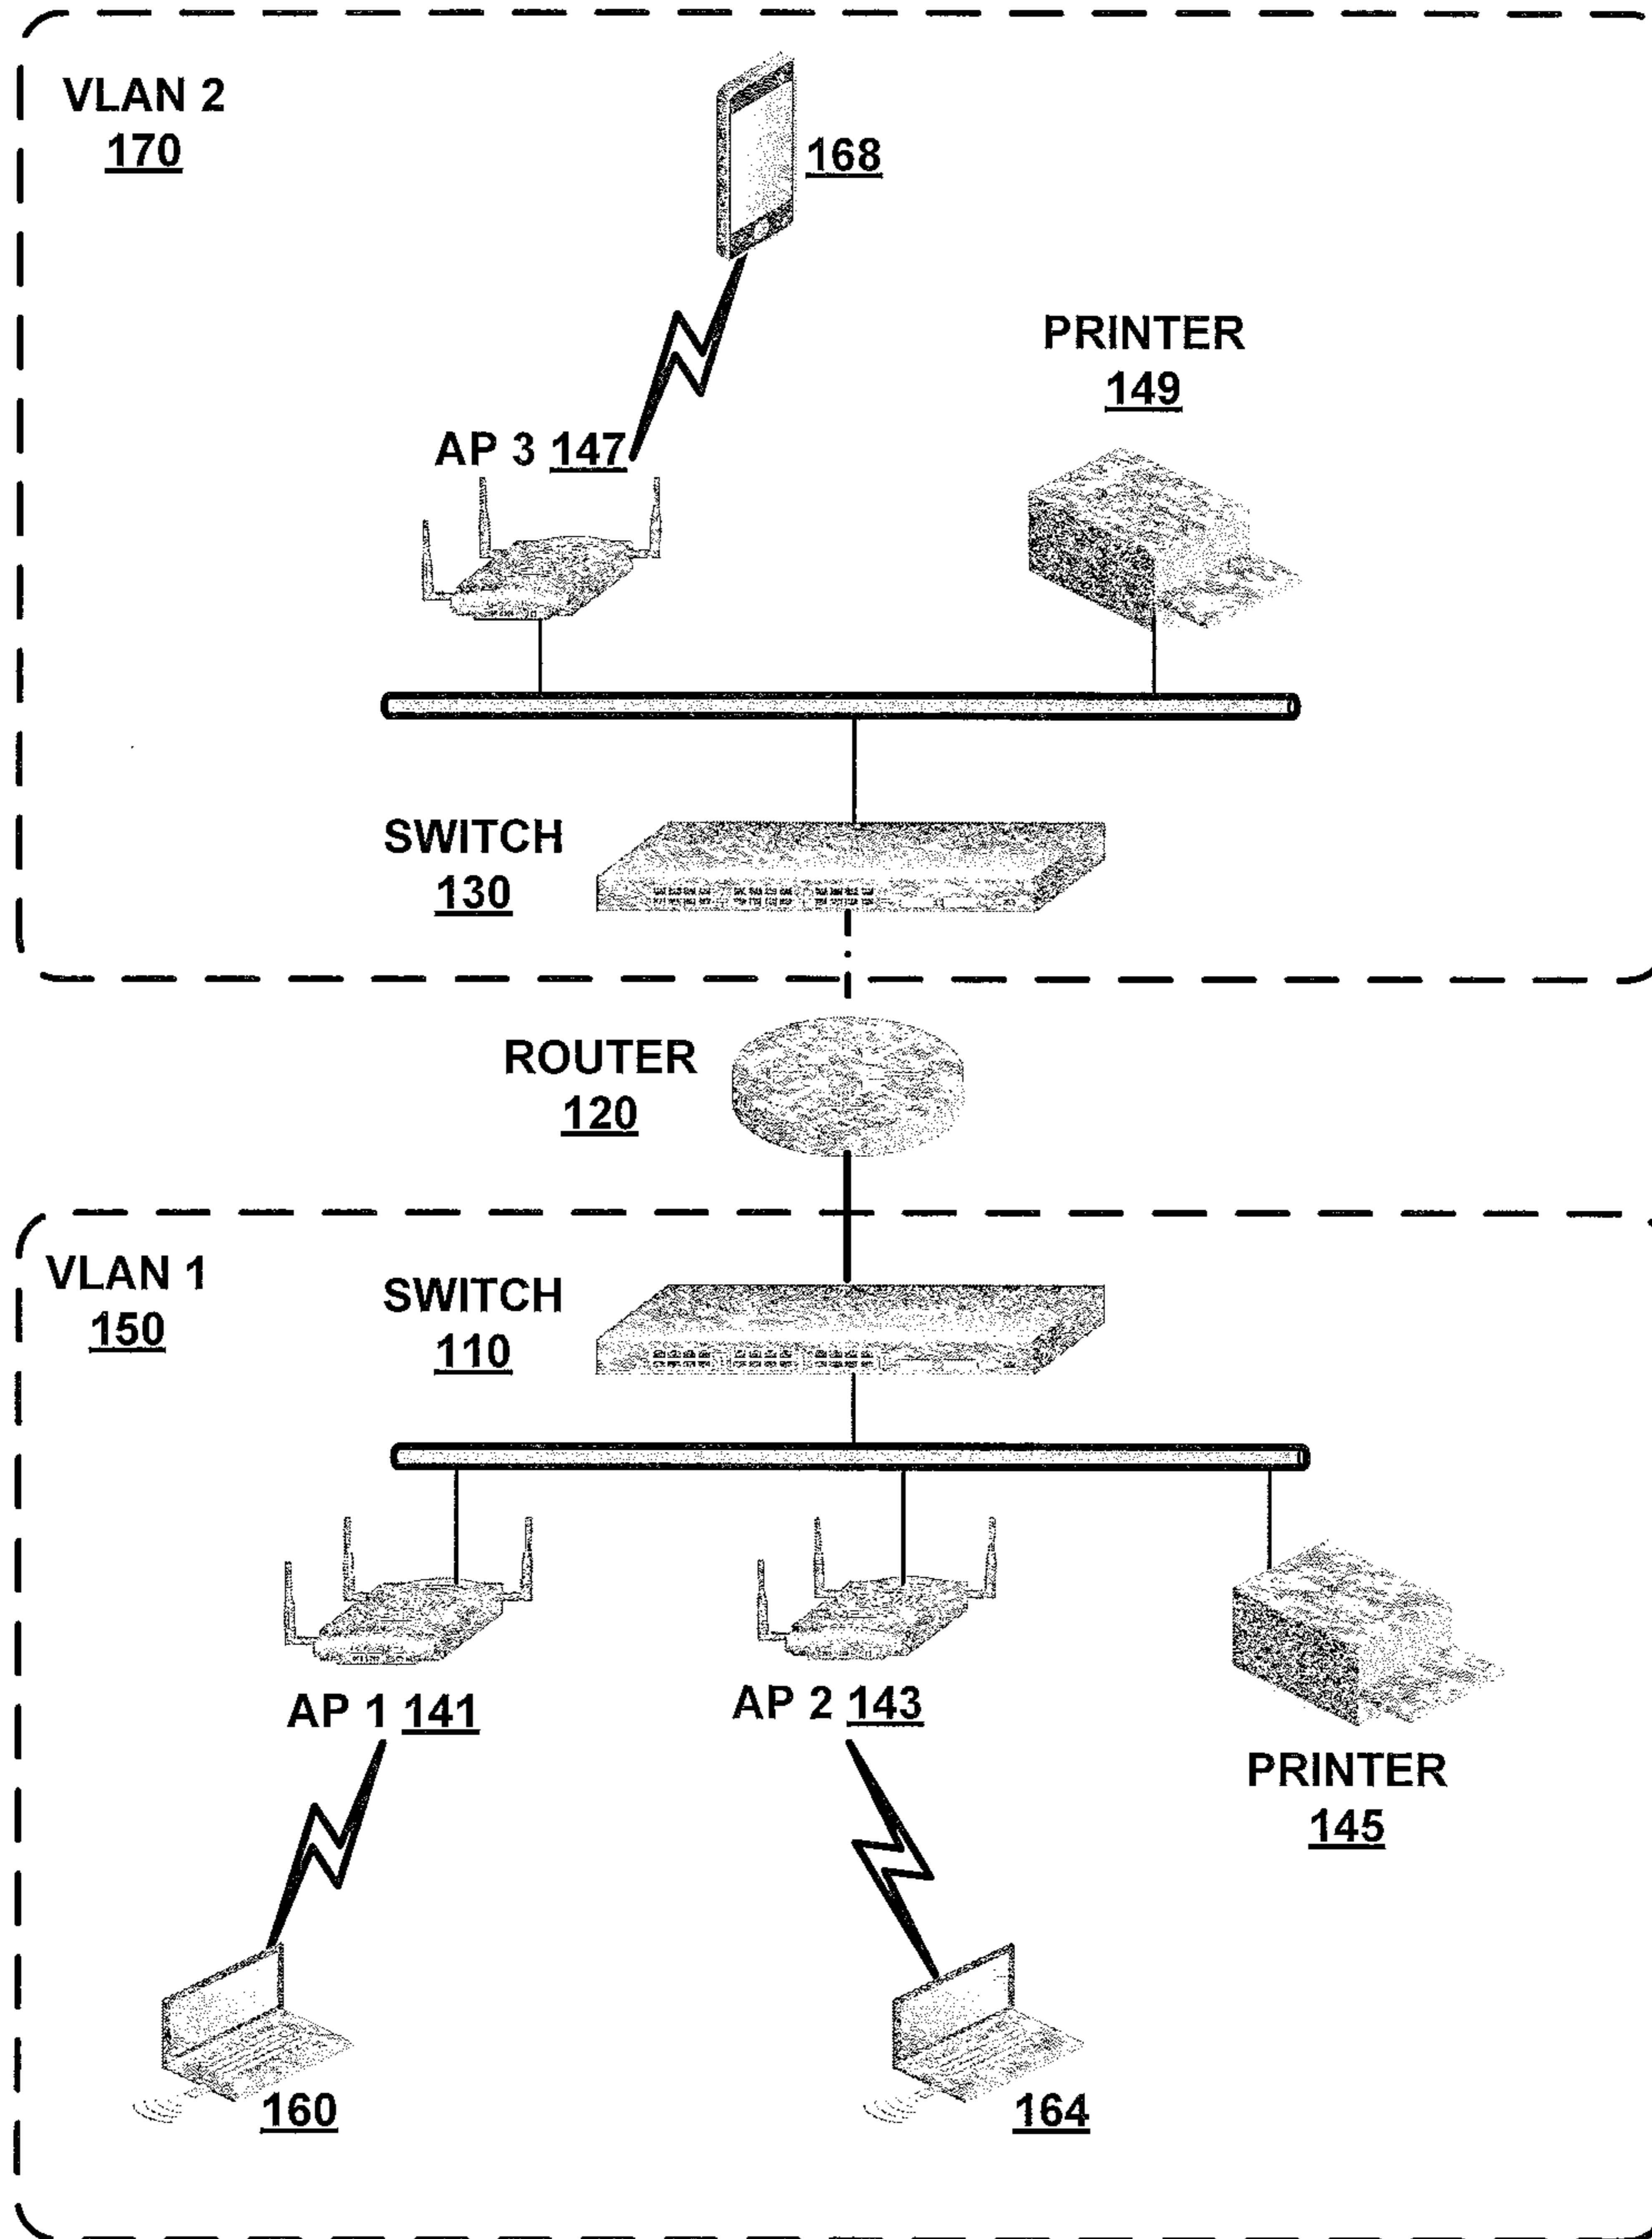 VLAN 2
170
168
PRINTER
149
AP 3 147
SWITCH
130
ROUTER
120
VLAN 1
150
SWITCH
110
AP 1 141
AP 2 143
PRINTER
145
160
164